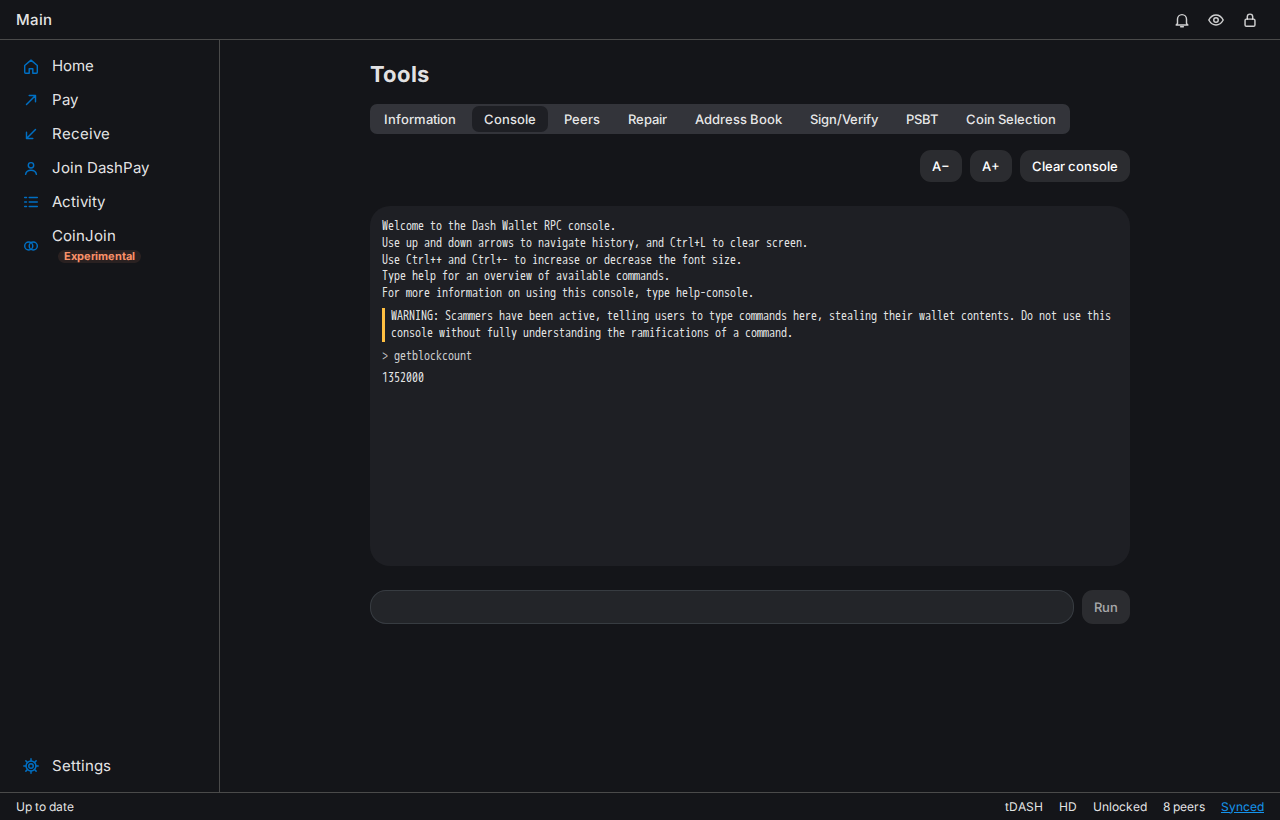 Main
Home
Pay
Receive
Join DashPay
Activity
CoinJoin
Experimental
Settings
Tools
Information Console Peers Repair Address Book Sign/Verify PSBT Coin Selection
A− A+ Clear console
Welcome to the Dash Wallet RPC console.
Use up and down arrows to navigate history, and Ctrl+L to clear screen.
Use Ctrl++ and Ctrl+- to increase or decrease the font size.
Type help for an overview of available commands.
For more information on using this console, type help-console.
WARNING: Scammers have been active, telling users to type commands here, stealing their wallet contents. Do not use this
console without fully understanding the ramifications of a command.
> getblockcount
1352000
Run
Up to date tDASH HD Unlocked 8 peers Synced